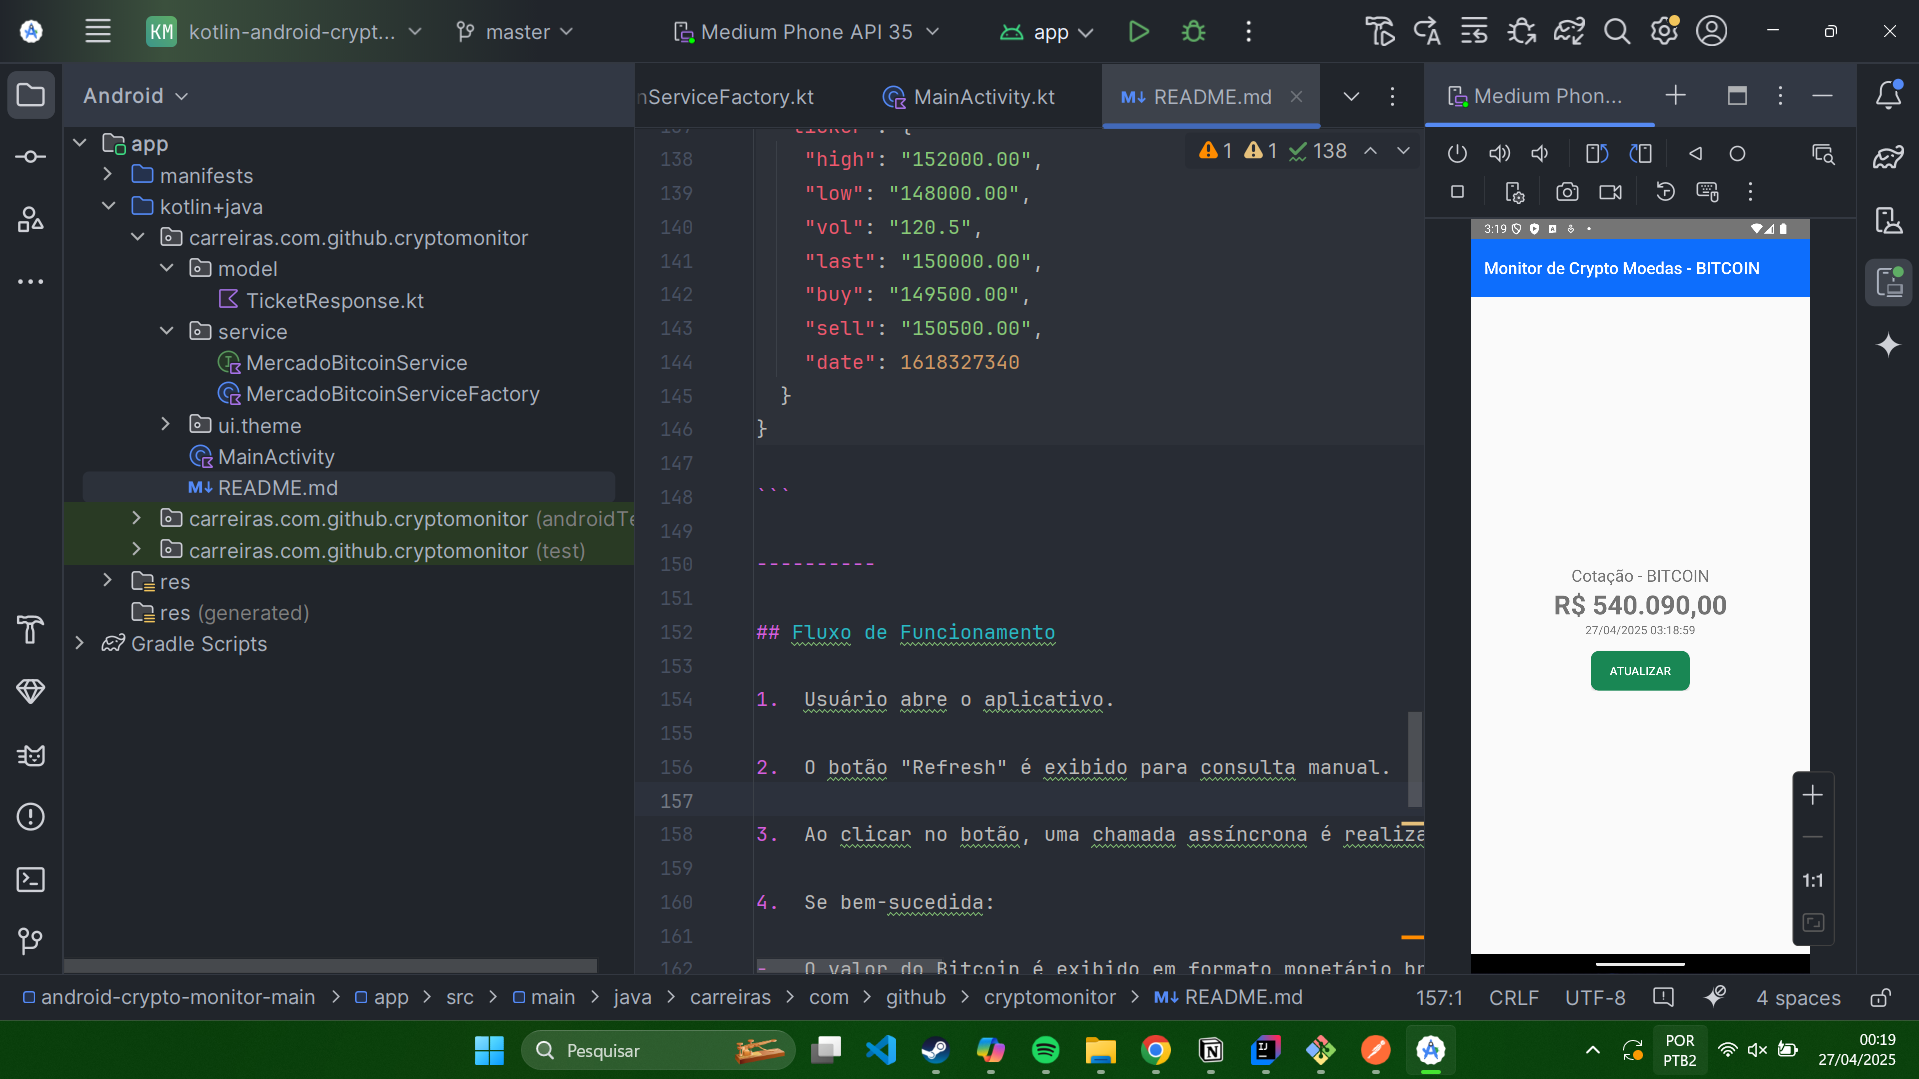 KM kotlin-android-crypt... master Medium Phone API 35 app
Android
app
manifests
kotlin+java
carreiras.com.github.cryptomonitor
model
TicketResponse.kt
service
MercadoBitcoinService
MercadoBitcoinServiceFactory
ui.theme
MainActivity
README.md
carreiras.com.github.cryptomonitor (androidTe
carreiras.com.github.cryptomonitor (test)
res
res (generated)
Gradle Scripts
nServiceFactory.kt MainActivity.kt README.md
1 1 138
138 "high": "152000.00",
139 "low": "148000.00",
140 "vol": "120.5",
141 "last": "150000.00",
142 "buy": "149500.00",
143 "sell": "150500.00",
144 "date": 1618327340
145 }
146 }
147
148 ```
149
150 ----------
151
152 ## Fluxo de Funcionamento
153
154 1. Usuário abre o aplicativo.
155
156 2. O botão "Refresh" é exibido para consulta manual.
157
158 3. Ao clicar no botão, uma chamada assíncrona é realiza
159
160 4. Se bem-sucedida:
161
162 - O valor do Bitcoin é exibido em formato monetário br
Medium Phon...
3:19
Monitor de Crypto Moedas - BITCOIN
Cotação - BITCOIN
R$ 540.090,00
27/04/2025 03:18:59
ATUALIZAR
1:1
android-crypto-monitor-main > app > src > main > java > carreiras > com > github > cryptomonitor > README.md
157:1 CRLF UTF-8 4 spaces
Pesquisar
POR
PTB2
00:19
27/04/2025